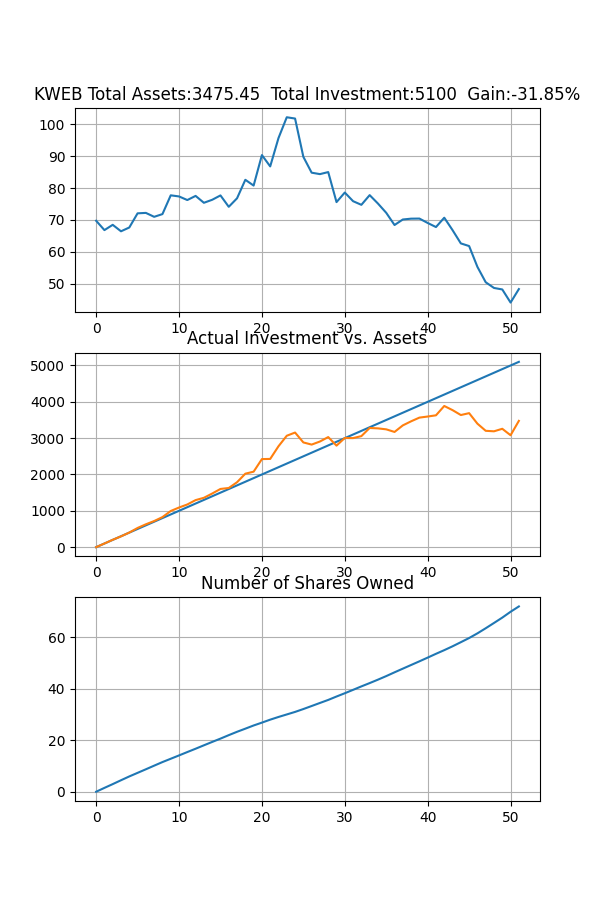 KWEB Total Assets:3475.45  Total Investment:5100  Gain:-31.85%
100
90
80
70
60
50
0 10 20 30 40 50
Actual Investment vs. Assets
5000
4000
3000
2000
1000
0
0 10 20 30 40 50
Number of Shares Owned
60
40
20
0
0 10 20 30 40 50